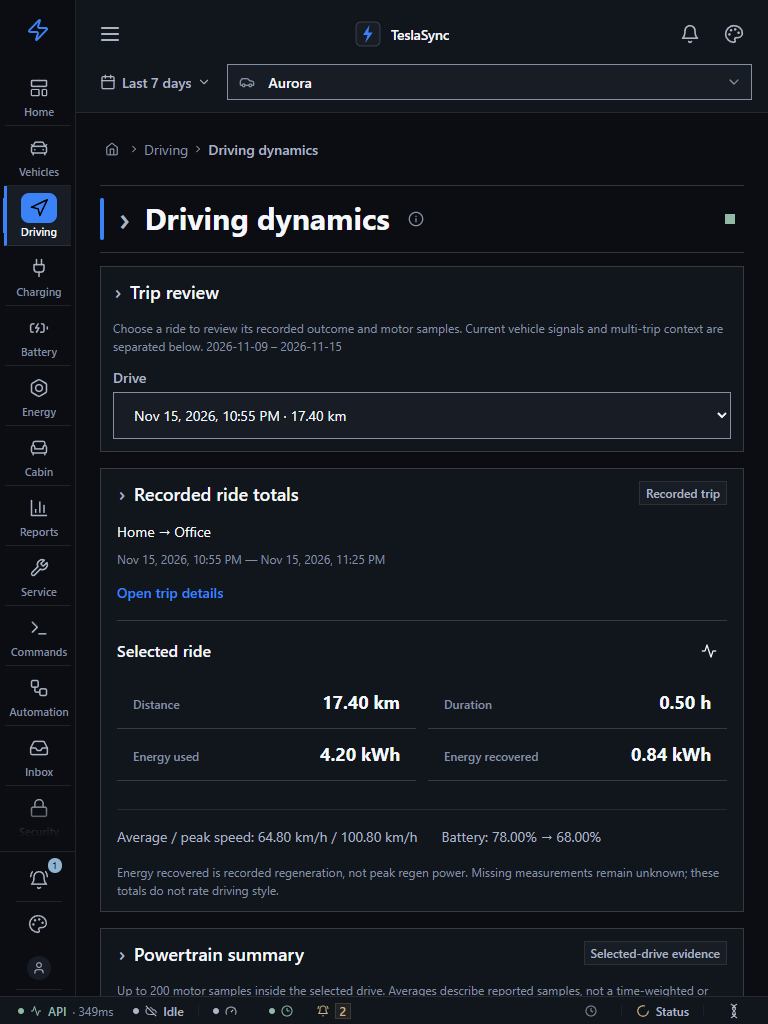 TeslaSync
Last 7 days
Aurora
Home
Vehicles
Driving
Charging
Battery
Energy
Cabin
Reports
Service
Commands
Automation
Inbox
Security
1
Driving
Driving dynamics
Driving dynamics
Trip review
Choose a ride to review its recorded outcome and motor samples. Current vehicle signals and multi-trip context are
separated below. 2026-11-09 – 2026-11-15
Drive
Nov 15, 2026, 10:55 PM · 17.40 km
Recorded ride totals
Recorded trip
Home → Office
Nov 15, 2026, 10:55 PM — Nov 15, 2026, 11:25 PM
Open trip details
Selected ride
Distance 17.40 km
Duration 0.50 h
Energy used 4.20 kWh
Energy recovered 0.84 kWh
Average / peak speed: 64.80 km/h / 100.80 km/h
Battery: 78.00% → 68.00%
Energy recovered is recorded regeneration, not peak regen power. Missing measurements remain unknown; these
totals do not rate driving style.
Powertrain summary
Selected-drive evidence
Up to 200 motor samples inside the selected drive. Averages describe reported samples, not a time-weighted or
API · 349ms
Idle
2
Status